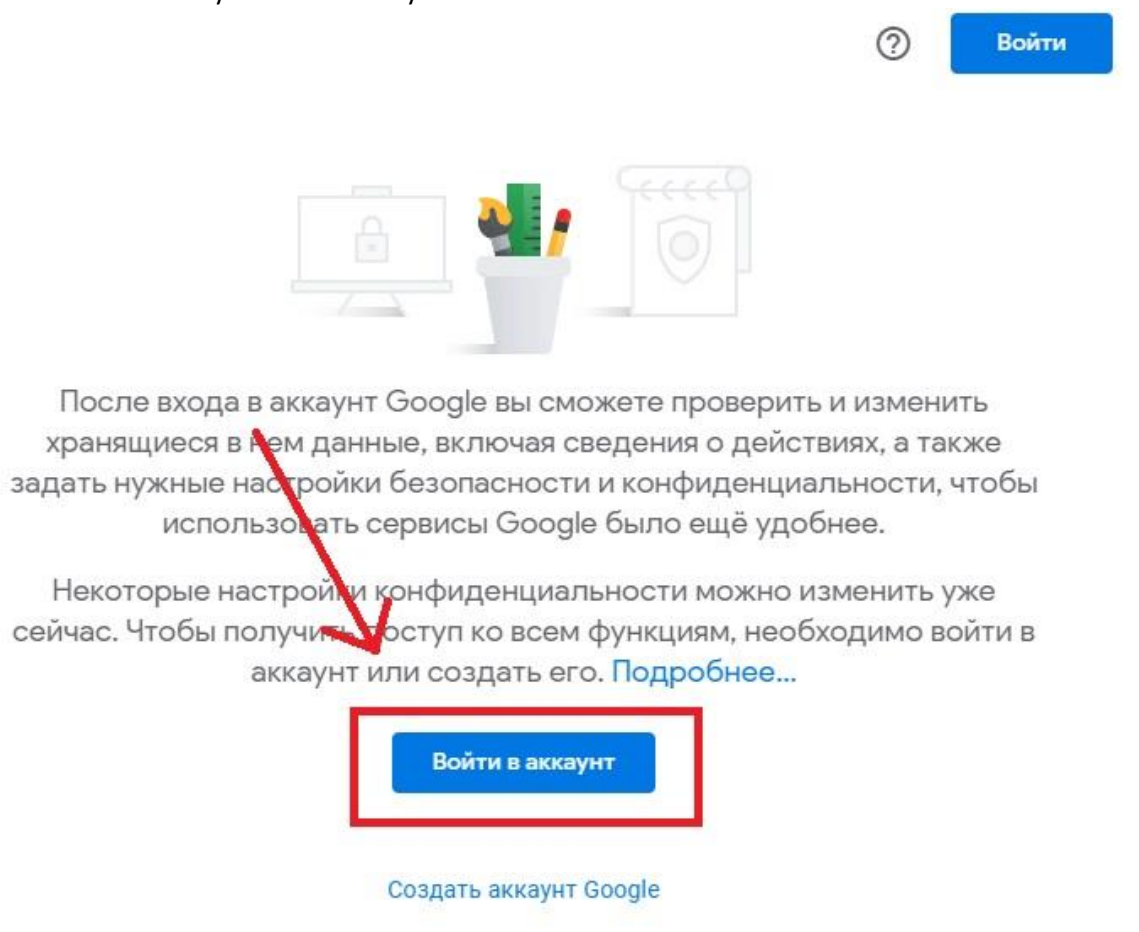 Войти
После входа в аккаунт Google вы сможете проверить и изменить
хранящиеся в нем данные, включая сведения о действиях, а также
задать нужные настройки безопасности и конфиденциальности, чтобы
использовать сервисы Google было ещё удобнее.
Некоторые настройки конфиденциальности можно изменить уже
сейчас. Чтобы получить доступ ко всем функциям, необходимо войти в
аккаунт или создать его. Подробнее...
Войти в аккаунт
Создать аккаунт Google